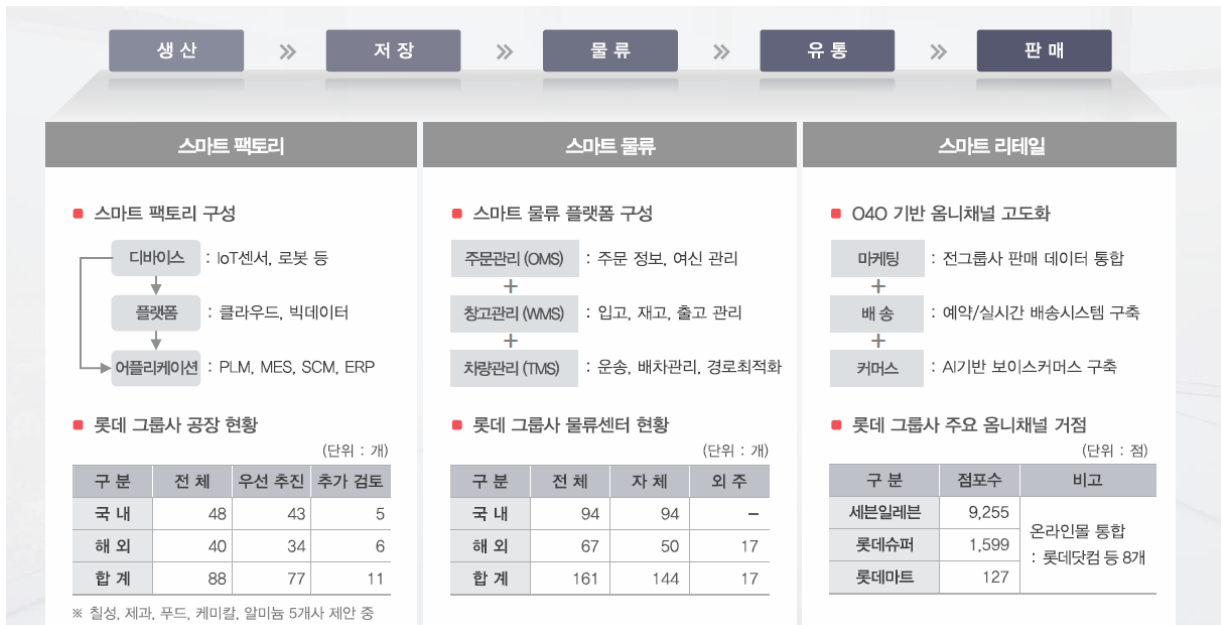 생 산 » 저 장 » 물 류 » 유 통 » 판 매
스마트 팩토리
■ 스마트 팩토리 구성
디바이스 : IoT센서, 로봇 등
플랫폼 : 클라우드, 빅데이터
어플리케이션 : PLM, MES, SCM, ERP
■ 롯데 그룹사 공장 현황
(단위 : 개)
구 분 전 체 우선 추진 추가 검토
국 내 48 43 5
해 외 40 34 6
합 계 88 77 11
※ 칠성, 제과, 푸드, 케미칼, 알미늄 5개사 제안 중
스마트 물류
■ 스마트 물류 플랫폼 구성
주문관리 (OMS) : 주문 정보, 여신 관리
+
창고관리 (WMS) : 입고, 재고, 출고 관리
+
차량관리 (TMS) : 운송, 배차관리, 경로최적화
■ 롯데 그룹사 물류센터 현황
(단위 : 개)
구 분 전 체 자 체 외 주
국 내 94 94 –
해 외 67 50 17
합 계 161 144 17
스마트 리테일
■ O4O 기반 옴니채널 고도화
마케팅 : 전그룹사 판매 데이터 통합
+
배 송 : 예약/실시간 배송시스템 구축
+
커머스 : AI기반 보이스커머스 구축
■ 롯데 그룹사 주요 옴니채널 거점
(단위 : 점)
구 분 점포수 비고
세븐일레븐 9,255
롯데슈퍼 1,599
롯데마트 127
온라인몰 통합
: 롯데닷컴 등 8개